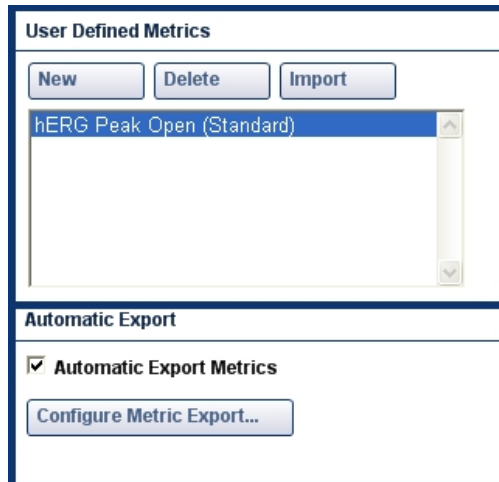 User Defined Metrics
New Delete Import
hERG Peak Open (Standard)
Automatic Export
Automatic Export Metrics
Configure Metric Export...